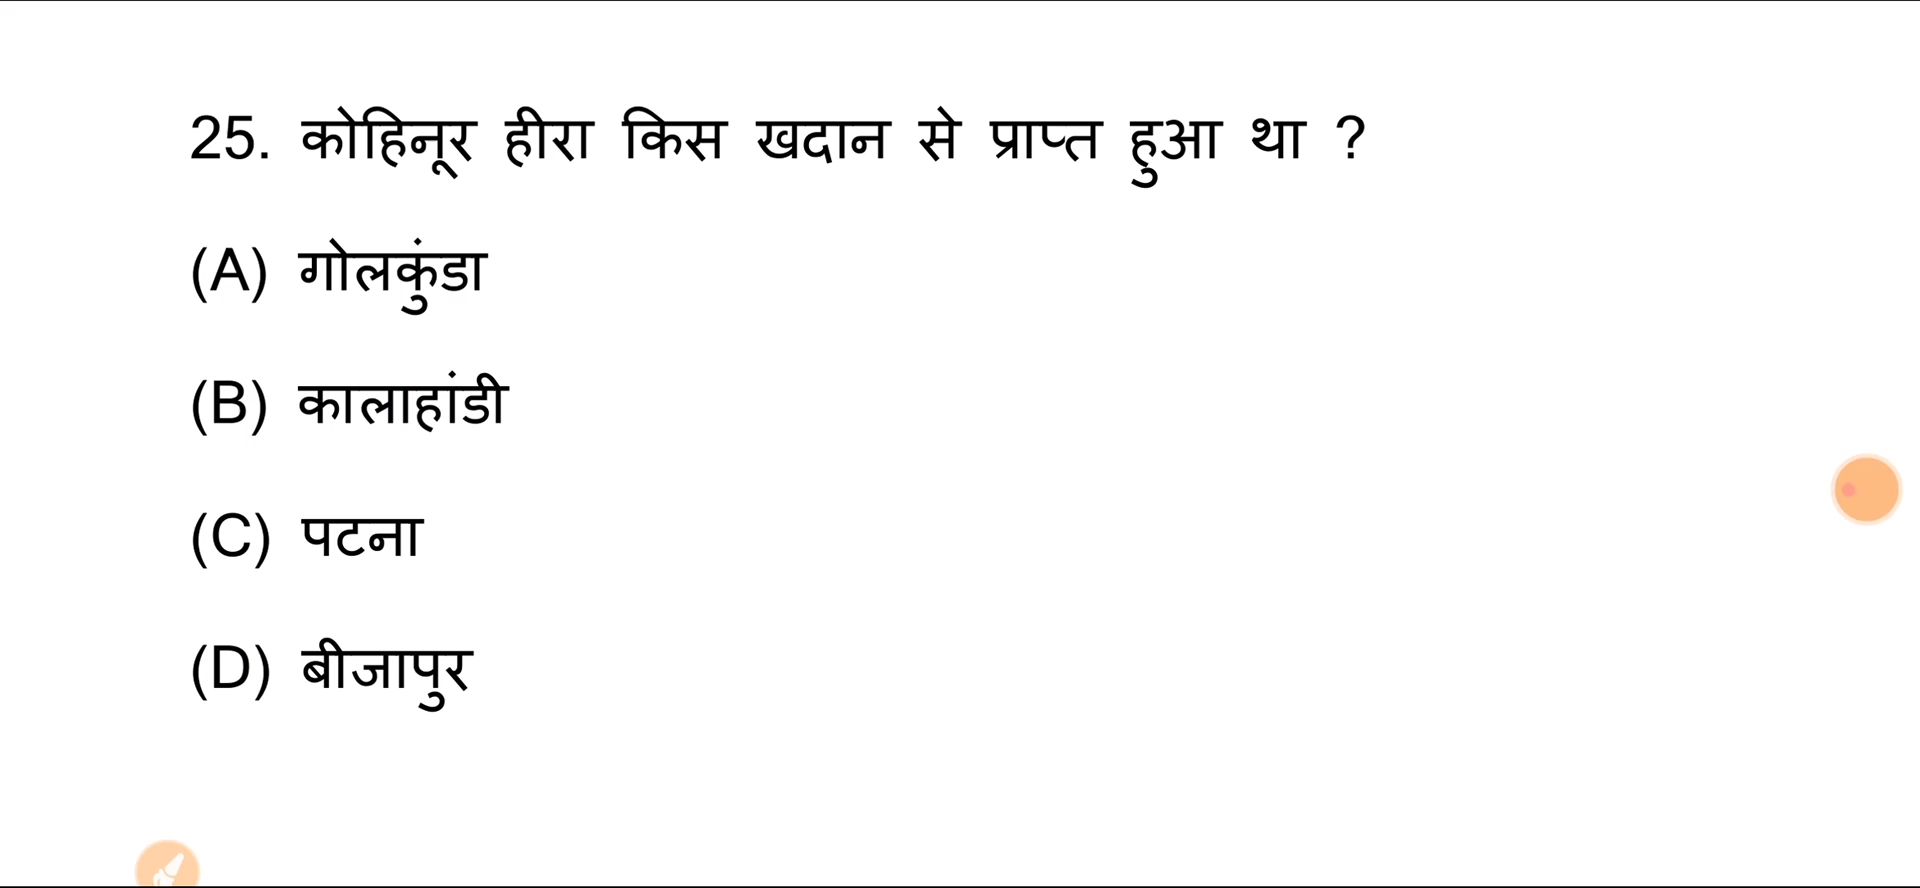 25. कोहिनूर हीरा किस खदान से प्राप्त हुआ था ?
(A) गोलकुंडा
(B) कालाहांडी
(C) पटना
(D) बीजापुर